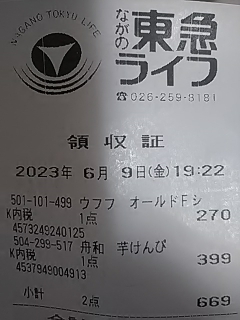 NAGANO TOKYU LIFE
ながの
東急
ライフ
☎026-259-8181
領収証
2023年 6月 9日(金)19:22
501-101-499 ウフフ オールドFシ
K内税 1点 270
4573249240125
504-299-517 舟和 芋けんぴ
K内税 1点 399
4537949004913
小計 2点 669